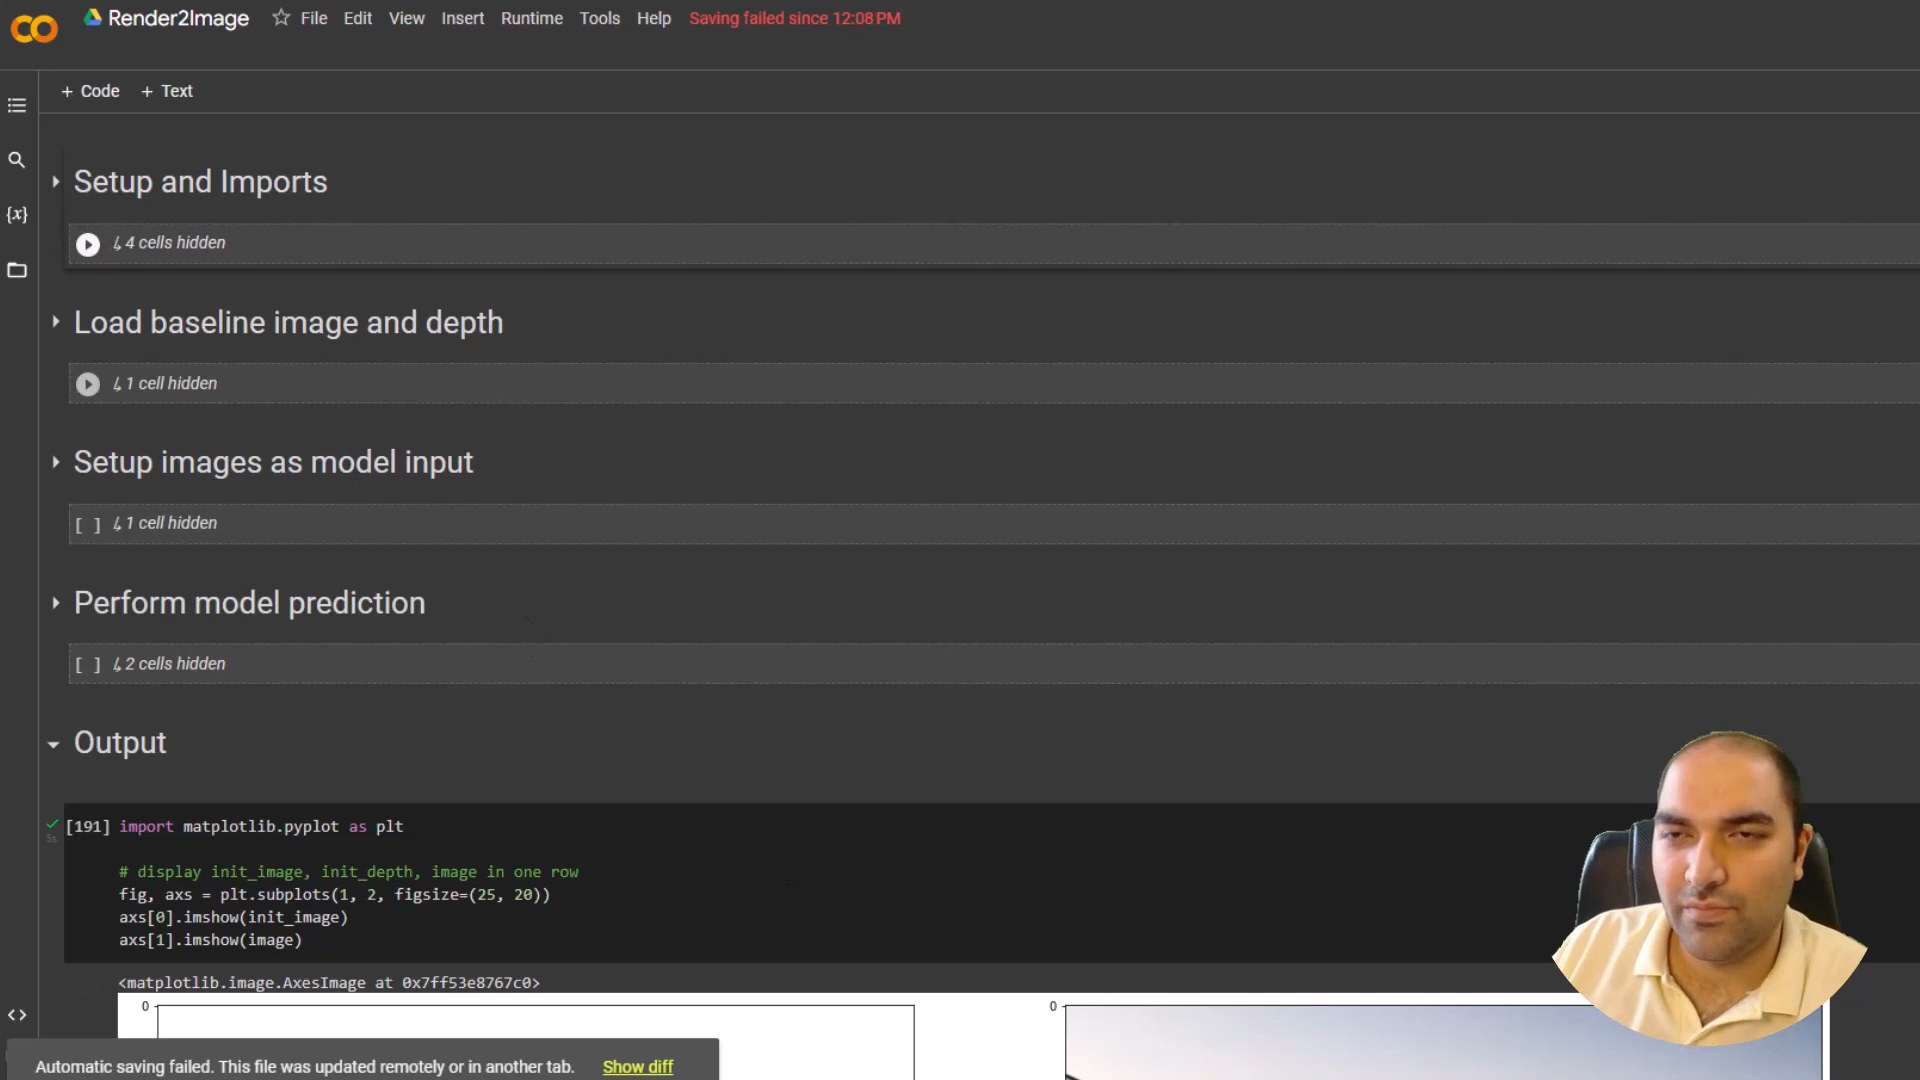 Render2Image
File Edit View Insert Runtime Tools Help Saving failed since 12:08 PM
+ Code + Text
Setup and Imports
↳ 4 cells hidden
{x}
Load baseline image and depth
↳ 1 cell hidden
Setup images as model input
[ ] ↳ 1 cell hidden
Perform model prediction
[ ] ↳ 2 cells hidden
Output
[191] import matplotlib.pyplot as plt
5s
# display init_image, init_depth, image in one row
fig, axs = plt.subplots(1, 2, figsize=(25, 20))
axs[0].imshow(init_image)
axs[1].imshow(image)
<matplotlib.image.AxesImage at 0x7ff53e8767c0>
0 0
Automatic saving failed. This file was updated remotely or in another tab. Show diff